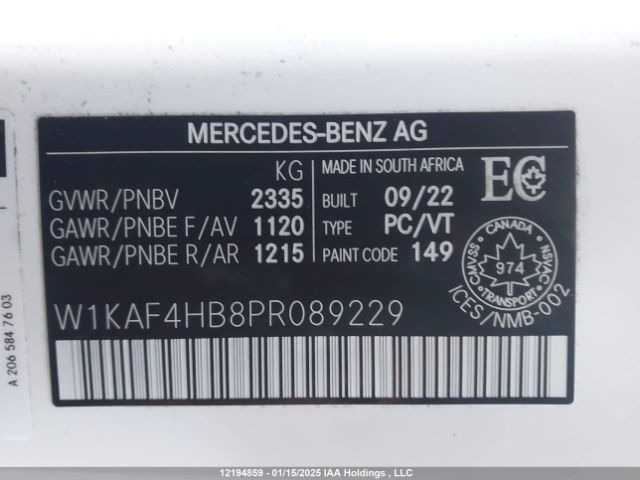 MERCEDES-BENZ AG
KG
GVWR/PNBV 2335
GAWR/PNBE F/AV 1120
GAWR/PNBE R/AR 1215
MADE IN SOUTH AFRICA
BUILT 09/22
TYPE PC/VT
PAINT CODE 149
EC
CANADA
CMVSS
974
NSVAC
TRANSPORT
ICES/NMB-002
W1KAF4HB8PR089229
A 206 584 76 03
12194859 - 01/15/2025 IAA Holdings , LLC